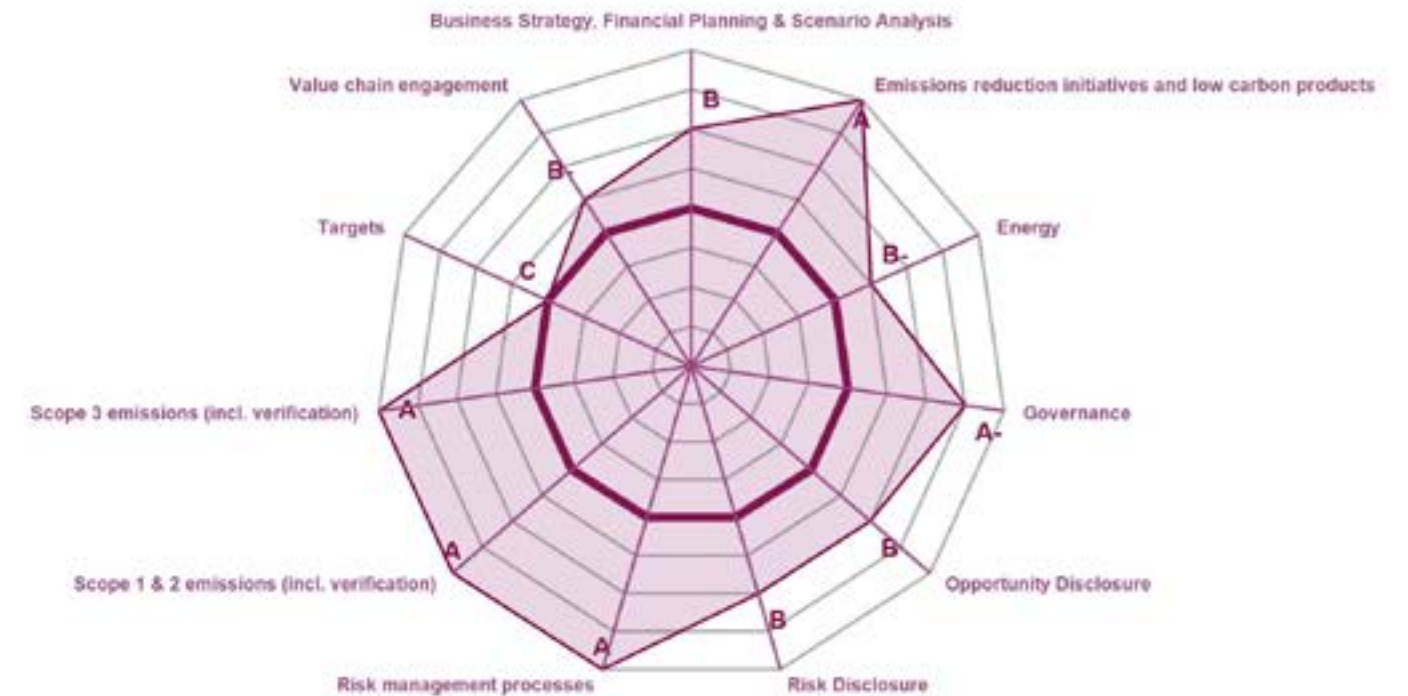 Business Strategy, Financial Planning & Scenario Analysis
Value chain engagement
Emissions reduction initiatives and low carbon products
B
A
B-
Targets
Energy
B-
C
Scope 3 emissions (incl. verification)
A
Governance
A-
A
B
Scope 1 & 2 emissions (incl. verification)
Opportunity Disclosure
B
A
Risk management processes
Risk Disclosure